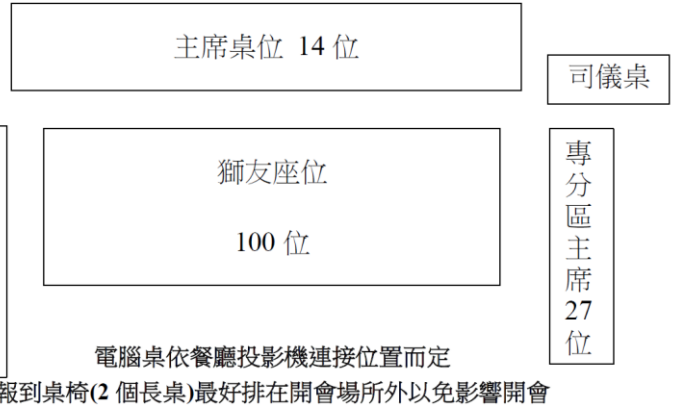 主席桌位 14 位
司儀桌
獅友座位
100 位
專分區主席27位
電腦桌依餐廳投影機連接位置而定
報到桌椅(2 個長桌)最好排在開會場所外以免影響開會